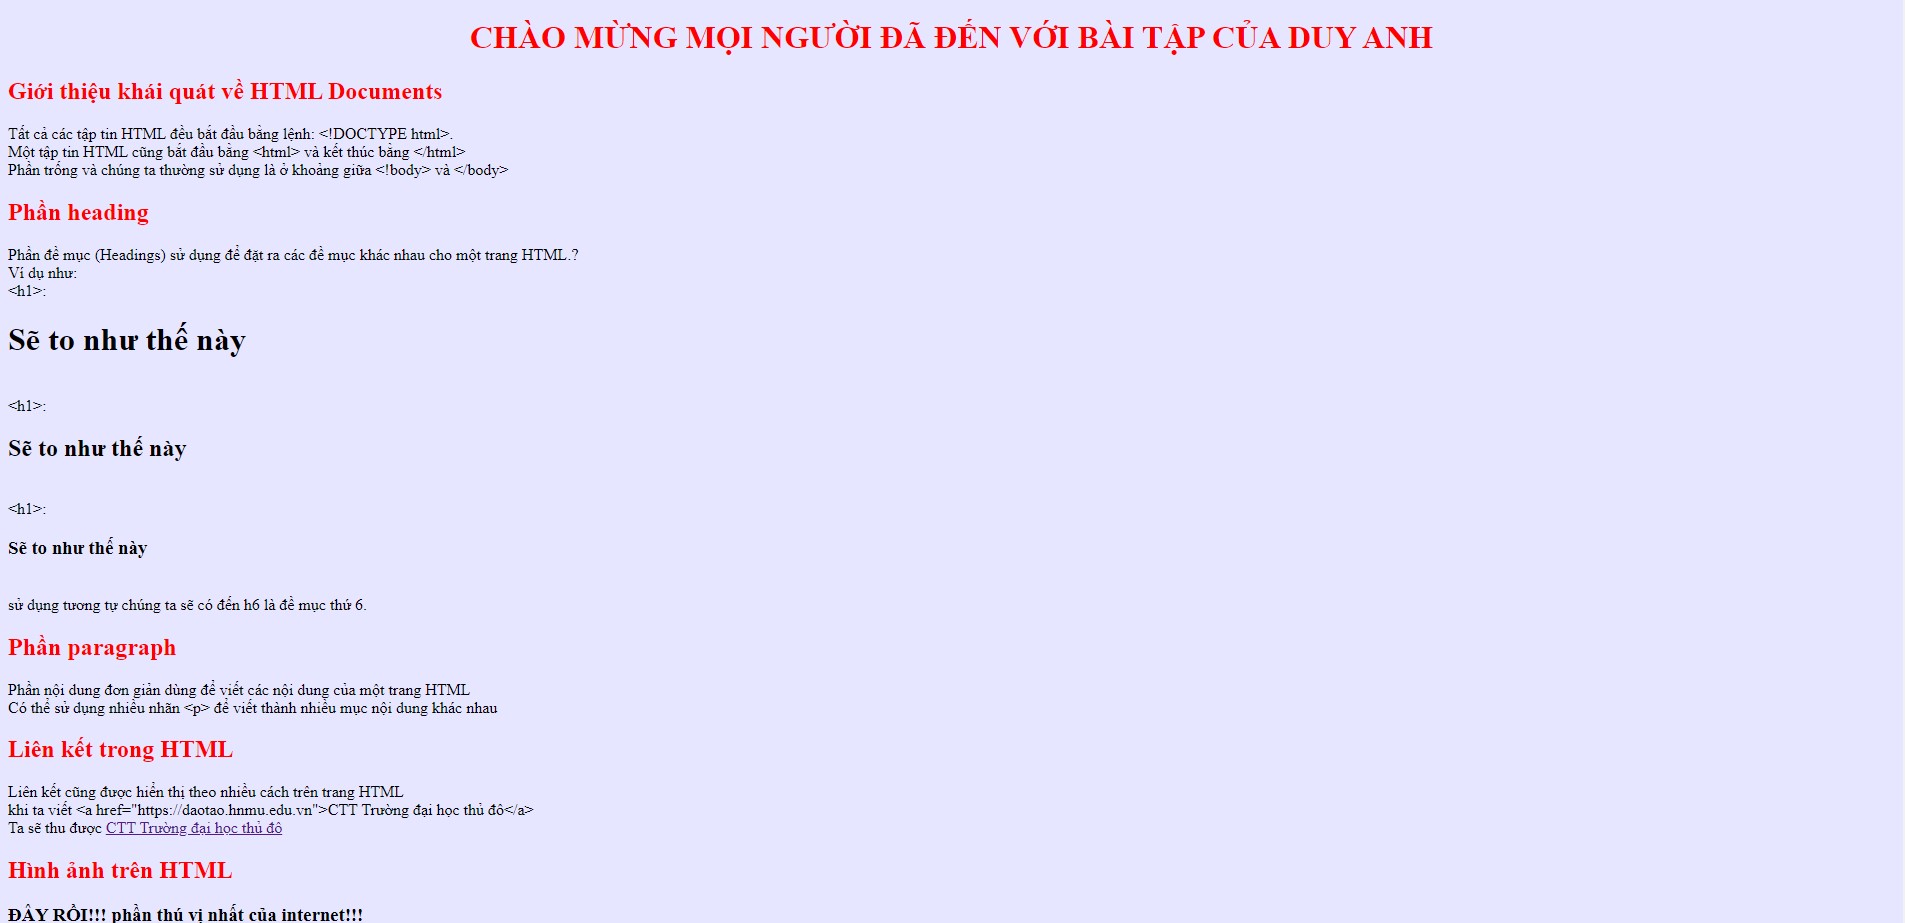 CHÀO MỪNG MỌI NGƯỜI ĐÃ ĐẾN VỚI BÀI TẬP CỦA DUY ANH
Giới thiệu khái quát về HTML Documents
Tất cả các tập tin HTML đều bắt đầu bằng lệnh: <!DOCTYPE html>.
Một tập tin HTML cũng bắt đầu bằng <html> và kết thúc bằng </html>
Phần trống và chúng ta thường sử dụng là ở khoảng giữa <!body> và </body>
Phần heading
Phần đề mục (Headings) sử dụng để đặt ra các đề mục khác nhau cho một trang HTML.?
Ví dụ như:
<h1>:
Sẽ to như thế này
<h1>:
Sẽ to như thế này
<h1>:
Sẽ to như thế này
sử dụng tương tự chúng ta sẽ có đến h6 là đề mục thứ 6.
Phần paragraph
Phần nội dung đơn giản dùng để viết các nội dung của một trang HTML
Có thể sử dụng nhiều nhãn <p> để viết thành nhiều mục nội dung khác nhau
Liên kết trong HTML
Liên kết cũng được hiển thị theo nhiều cách trên trang HTML
khi ta viết <a href="https://daotao.hnmu.edu.vn">CTT Trường đại học thủ đô</a>
Ta sẽ thu được CTT Trường đại học thủ đô
Hình ảnh trên HTML
ĐÂY RỒI!!! phần thú vị nhất của internet!!!